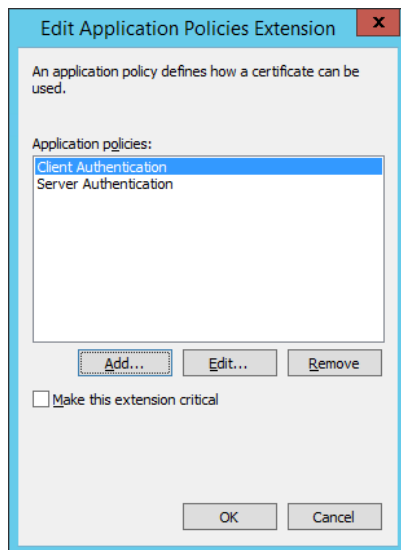 Edit Application Policies Extension
x
An application policy defines how a certificate can be
used.
Application policies:
Client Authentication
Server Authentication
Add...
Edit...
Remove
Make this extension critical
OK
Cancel